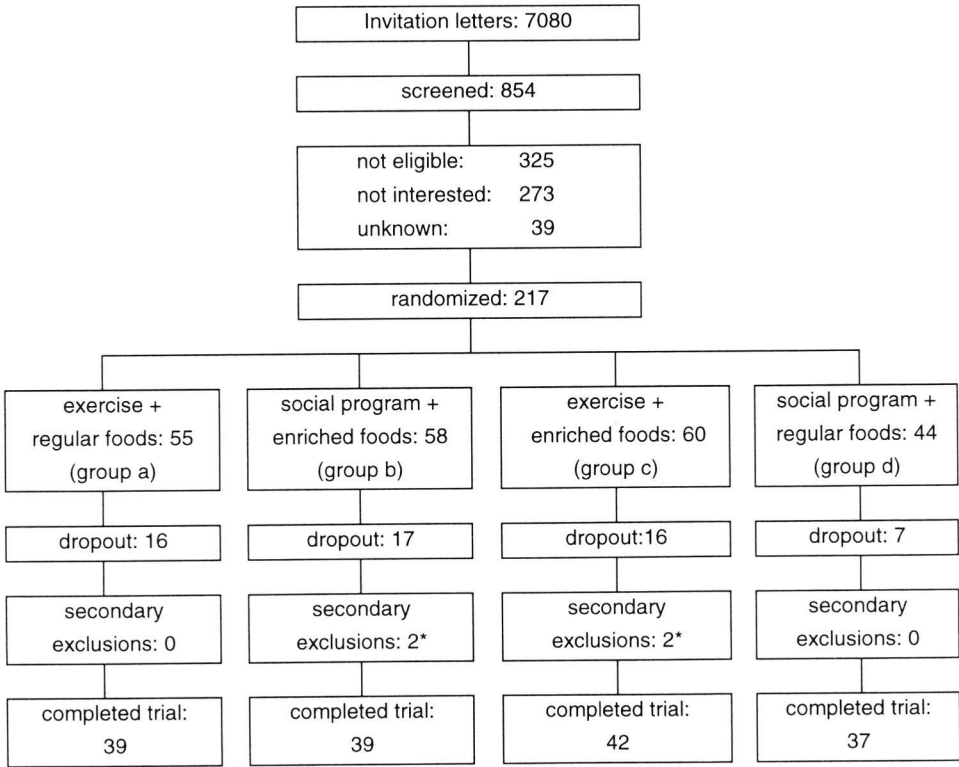 Invitation letters: 7080
screened: 854
not eligible: 325
not interested: 273
unknown: 39
randomized: 217
exercise +
regular foods: 55
(group a)
social program +
enriched foods: 58
(group b)
exercise +
enriched foods: 60
(group c)
social program +
regular foods: 44
(group d)
dropout: 16
dropout: 17
dropout:16
dropout: 7
secondary
exclusions: 0
secondary
exclusions: 2*
secondary
exclusions: 2*
secondary
exclusions: 0
completed trial:
39
completed trial:
39
completed trial:
42
completed trial:
37